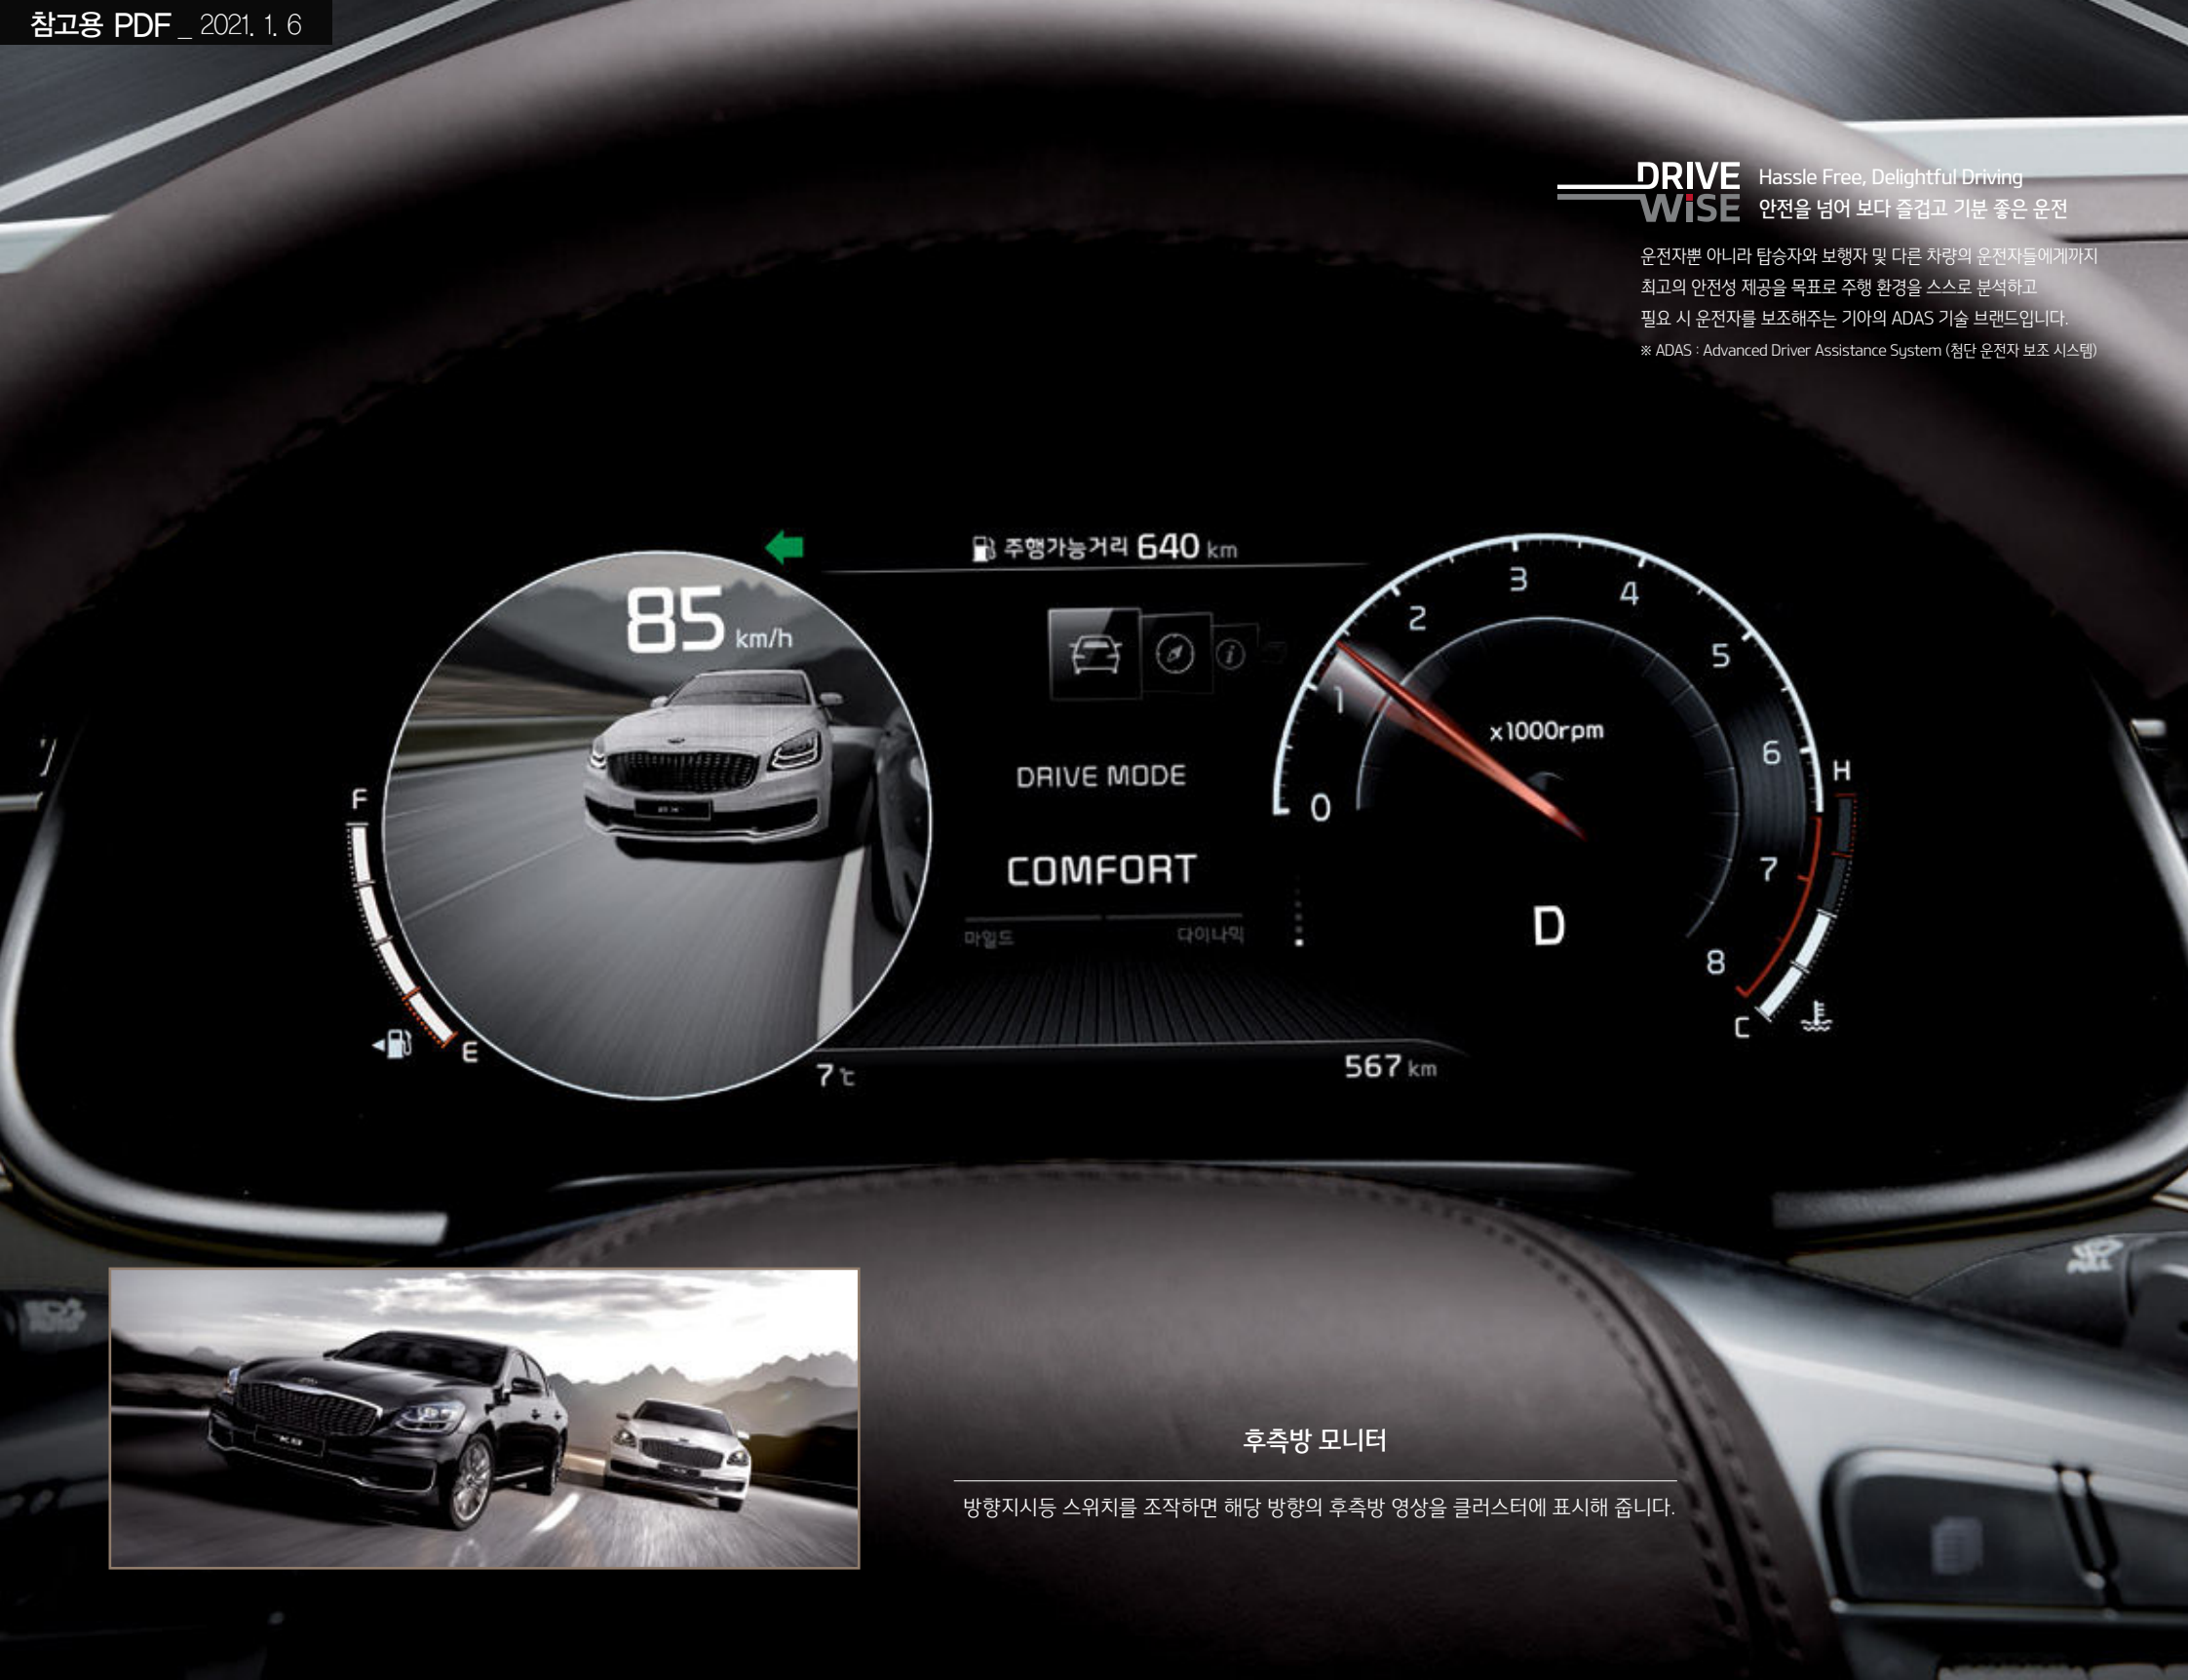 참고용 PDF _ 2021. 1. 6
DRIVE
WiSE
Hassle Free, Delightful Driving
안전을 넘어 보다 즐겁고 기분 좋은 운전
운전자뿐 아니라 탑승자와 보행자 및 다른 차량의 운전자들에게까지
최고의 안전성 제공을 목표로 주행 환경을 스스로 분석하고
필요 시 운전자를 보조해주는 기아의 ADAS 기술 브랜드입니다.
※ ADAS : Advanced Driver Assistance System (첨단 운전자 보조 시스템)
주행가능거리 640 km
85 km/h
DRIVE MODE
COMFORT
마일드 다이나믹
F
E
7 ℃
567 km
0
1
2
3
4
5
6
7
8
x1000rpm
D
H
C
K9
후측방 모니터
방향지시등 스위치를 조작하면 해당 방향의 후측방 영상을 클러스터에 표시해 줍니다.